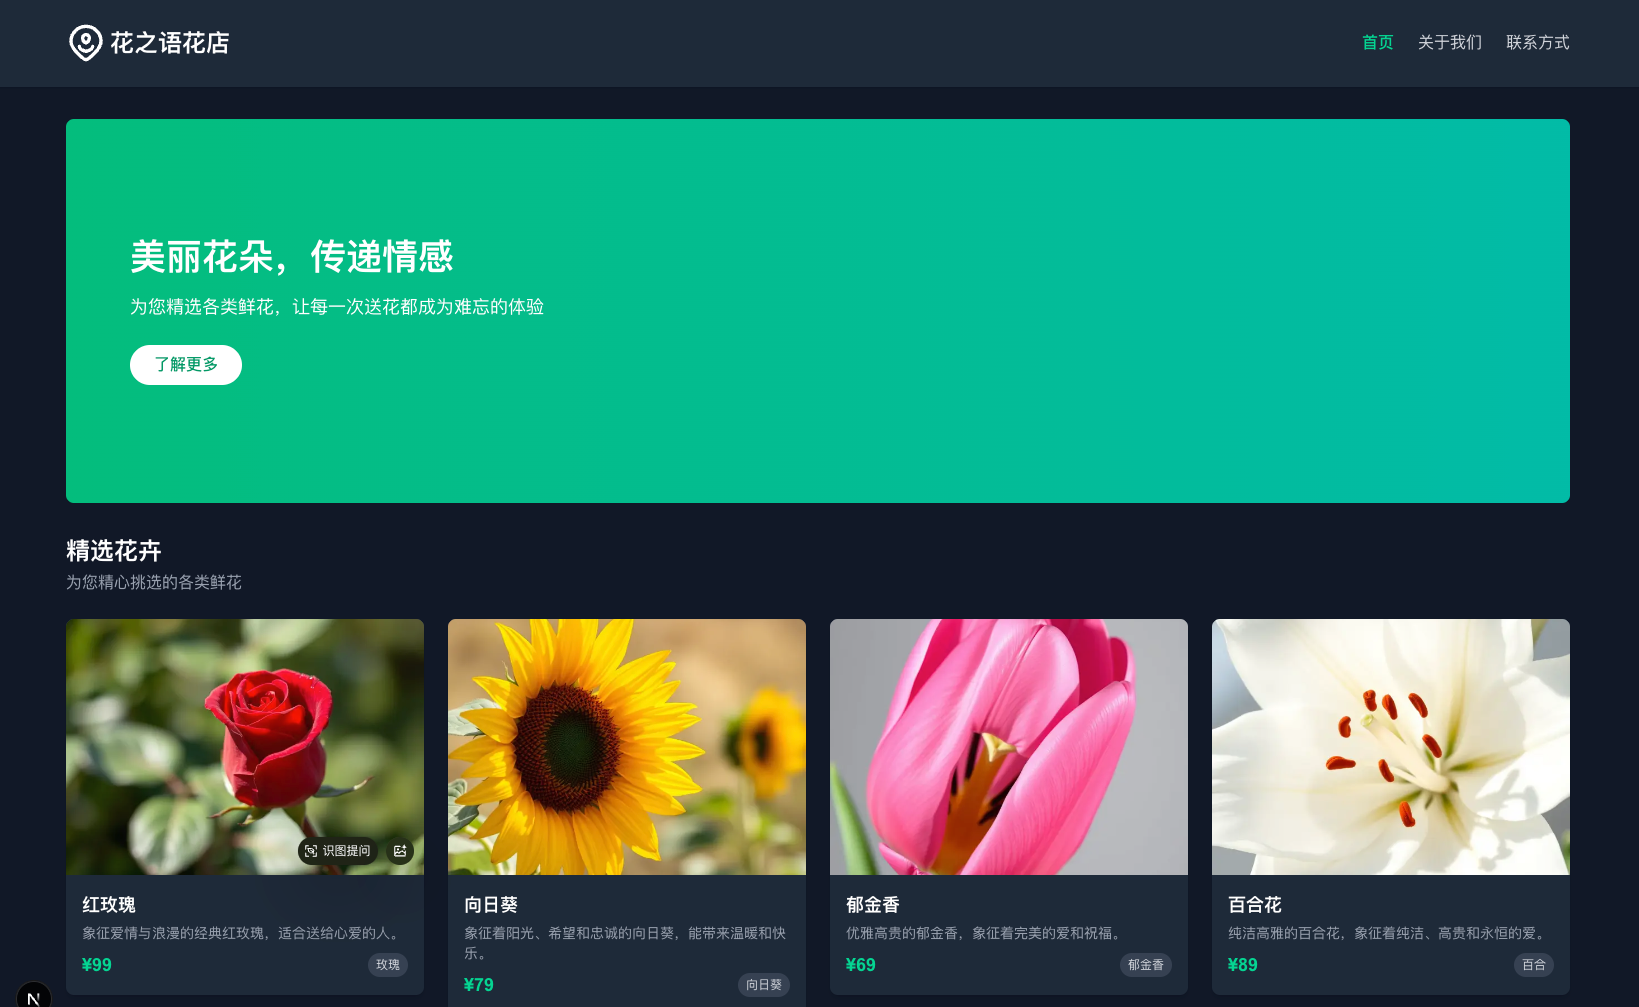 花之语花店
首页
关于我们
联系方式
美丽花朵，传递情感
为您精选各类鲜花，让每一次送花都成为难忘的体验
了解更多
精选花卉
为您精心挑选的各类鲜花
识图提问
红玫瑰
象征爱情与浪漫的经典红玫瑰，适合送给心爱的人。
¥99
玫瑰
向日葵
象征着阳光、希望和忠诚的向日葵，能带来温暖和快
乐。
¥79
向日葵
郁金香
优雅高贵的郁金香，象征着完美的爱和祝福。
¥69
郁金香
百合花
纯洁高雅的百合花，象征着纯洁、高贵和永恒的爱。
¥89
百合
N